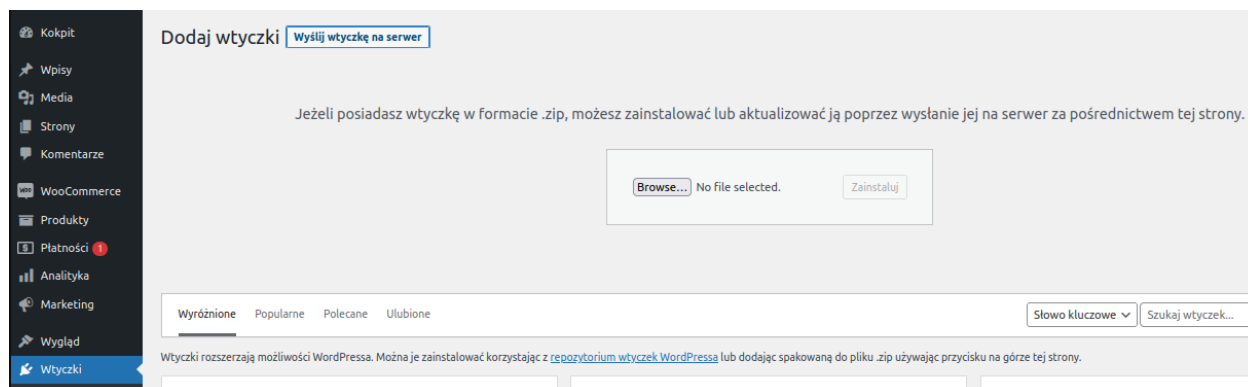 Kokpit
Wpisy
Media
Strony
Komentarze
WooCommerce
Produkty
Płatności 1
Analityka
Marketing
Wygląd
Wtyczki
Dodaj wtyczki Wyślij wtyczkę na serwer
Jeżeli posiadasz wtyczkę w formacie .zip, możesz zainstalować lub aktualizować ją poprzez wysłanie jej na serwer za pośrednictwem tej strony.
Browse... No file selected. Zainstaluj
Wyróżnione Popularne Polecane Ulubione Słowo kluczowe Szukaj wtyczek...
Wtyczki rozszerzają możliwości WordPressa. Można je zainstalować korzystając z repozytorium wtyczek WordPressa lub dodając spakowaną do pliku .zip używając przycisku na górze tej strony.